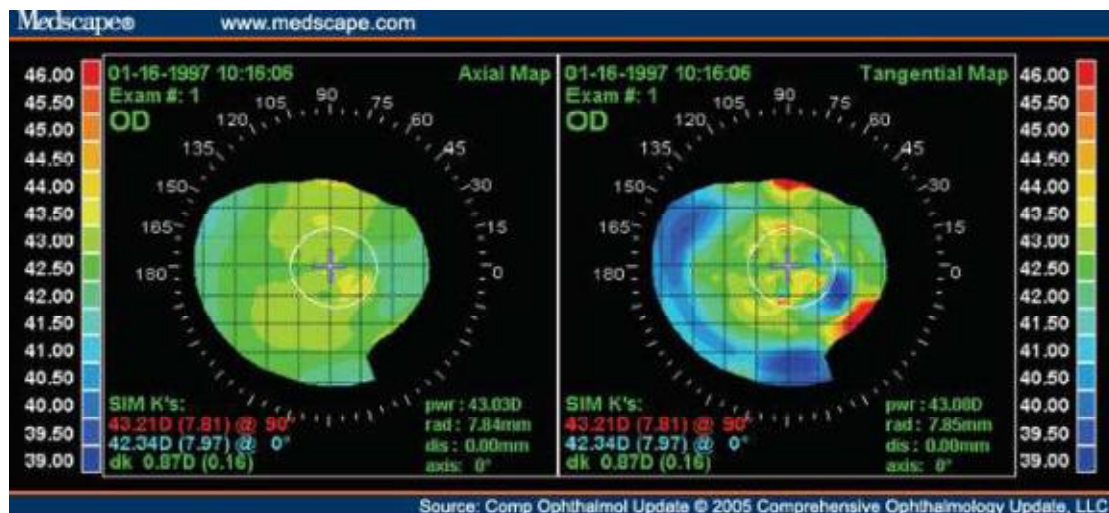 Medscape® www.medscape.com
46.00
45.50
45.00
44.50
44.00
43.50
43.00
42.50
42.00
41.50
41.00
40.50
40.00
39.50
39.00
01-16-1997 10:16:06 Axial Map
Exam #: 1
OD
180 165 150 135 120 105 90 75 60 45 30 15 0
SIM K's:
43.21D (7.81) @ 90°
42.34D (7.97) @ 0°
dk 0.87D (0.16)
pwr : 43.03D
rad : 7.84mm
dis : 0.00mm
axis: 0°
01-16-1997 10:16:06 Tangential Map
Exam #: 1
OD
180 165 150 135 120 105 90 75 60 45 30 15 0
SIM K's:
43.21D (7.81) @ 90°
42.34D (7.97) @ 0°
dk 0.87D (0.16)
pwr : 43.00D
rad : 7.85mm
dis : 0.00mm
axis: 0°
46.00
45.50
45.00
44.50
44.00
43.50
43.00
42.50
42.00
41.50
41.00
40.50
40.00
39.50
39.00
Source: Comp Ophthalmol Update © 2005 Comprehensive Ophthalmology Update, LLC